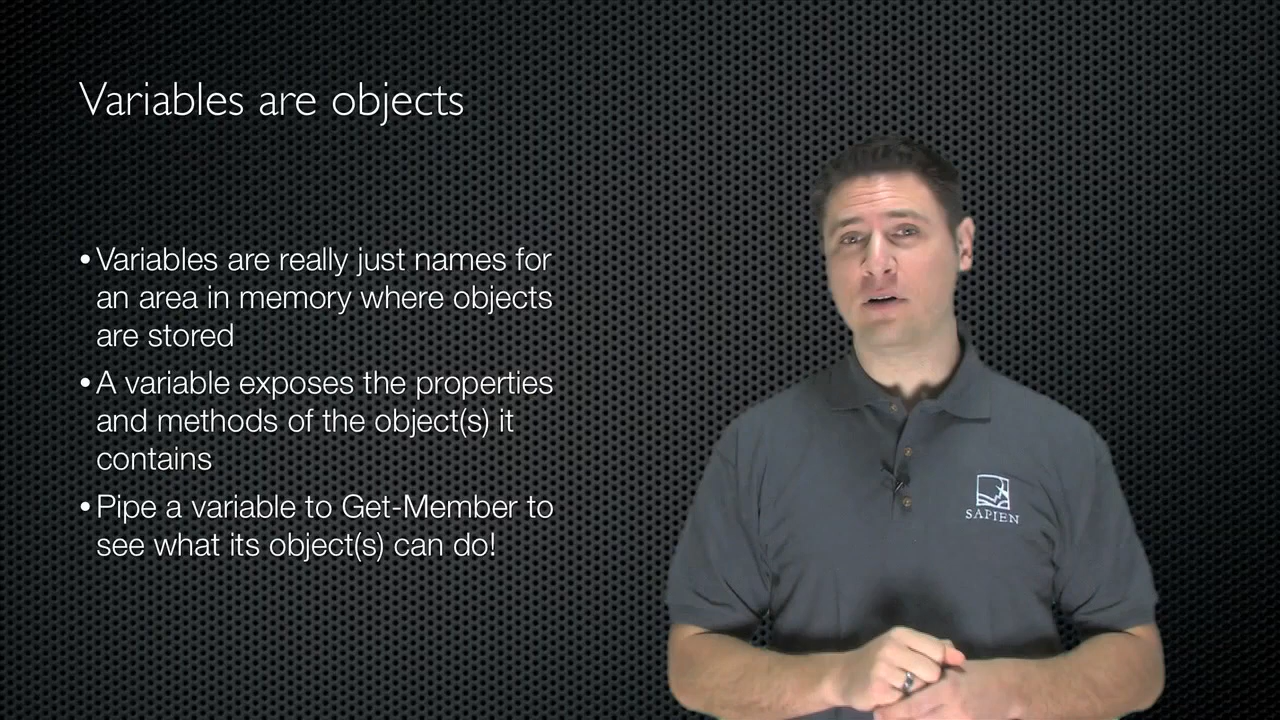 Variables are objects
• Variables are really just names for
an area in memory where objects
are stored
• A variable exposes the properties
and methods of the object(s) it
contains
• Pipe a variable to Get-Member to
see what its object(s) can do!
SAPIEN